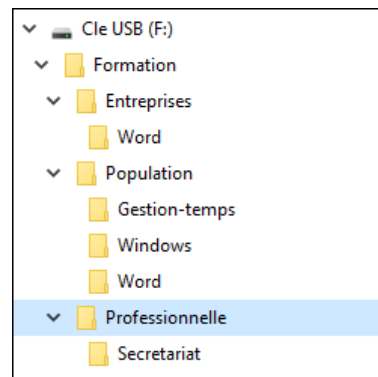 Cle USB (F:)
Formation
Entreprises
Word
Population
Gestion-temps
Windows
Word
Professionnelle
Secretariat